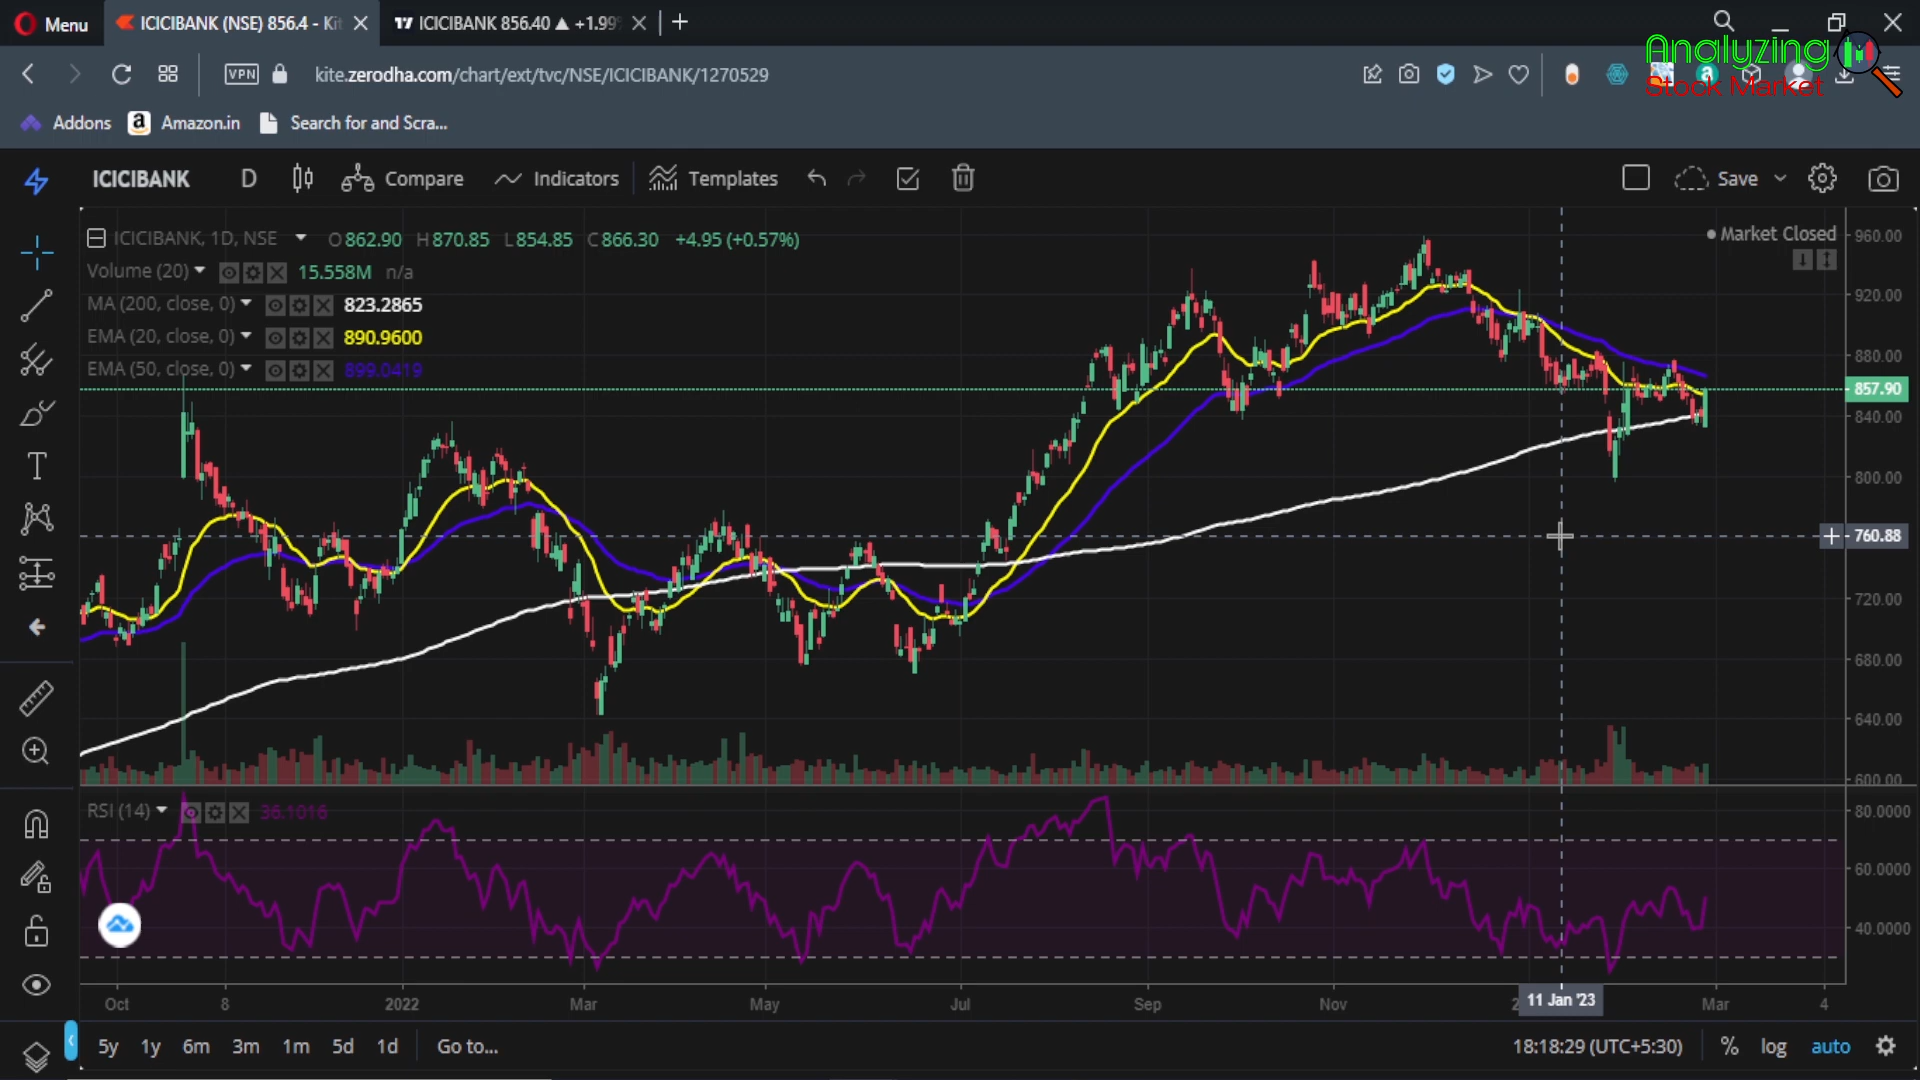 Menu
ICICIBANK (NSE) 856.4 - Kit
ICICIBANK 856.40 ▲ +1.99%
VPN
kite.zerodha.com/chart/ext/tvc/NSE/ICICIBANK/1270529
Analyzing
Stock Market
Addons
Amazon.in
Search for and Scra...
ICICIBANK
D
Compare
Indicators
Templates
Save
ICICIBANK, 1D, NSE
O862.90 H870.85 L854.85 C866.30 +4.95 (+0.57%)
Market Closed
Volume (20)
15.558M n/a
MA (200, close, 0)
823.2865
EMA (20, close, 0)
890.9600
EMA (50, close, 0)
899.0419
960.00
920.00
880.00
857.90
840.00
800.00
760.88
720.00
680.00
640.00
600.00
RSI (14)
36.1016
80.0000
60.0000
40.0000
Oct
8
2022
Mar
May
Jul
Sep
Nov
11 Jan '23
Mar
4
5y 1y 6m 3m 1m 5d 1d Go to...
18:18:29 (UTC+5:30) % log auto